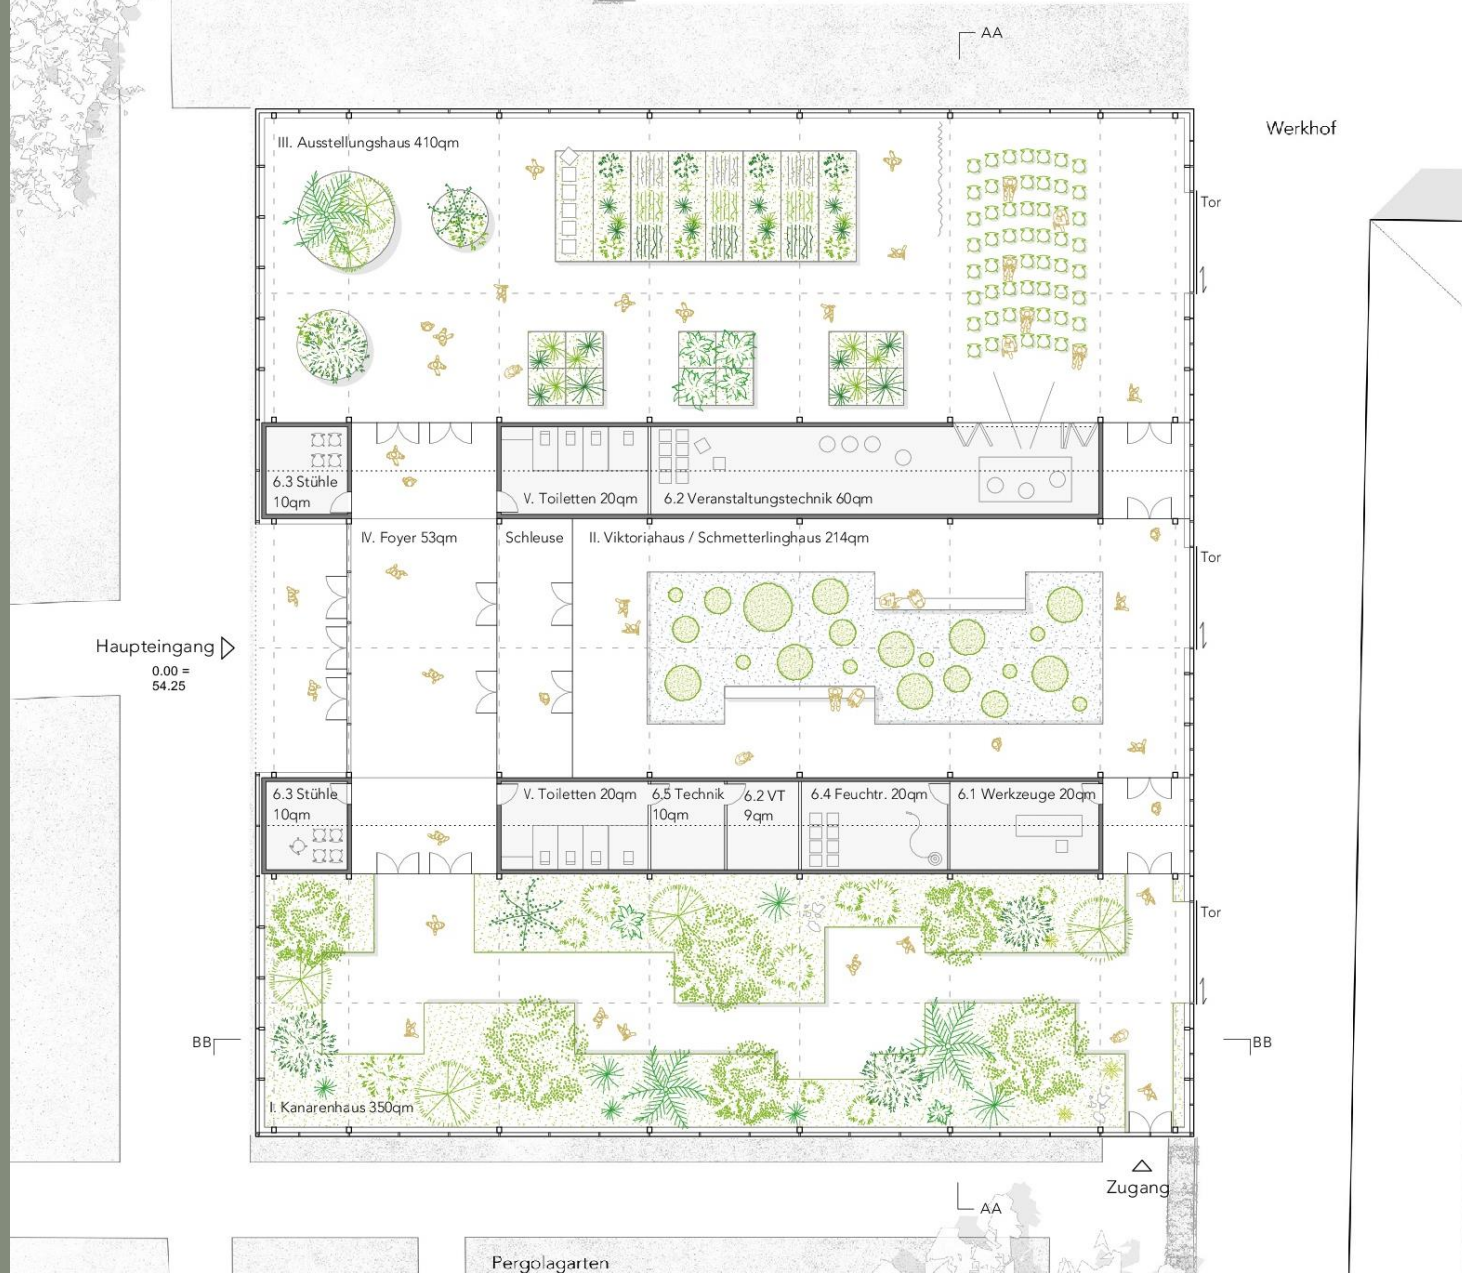 AA
Werkhof
III. Ausstellungshaus 410qm
Tor
6.3 Stühle
10qm
V. Toiletten 20qm
6.2 Veranstaltungstechnik 60qm
IV. Foyer 53qm
Schleuse
II. Viktoriahaus / Schmetterlinghaus 214qm
Tor
Haupteingang
0.00 =
54.25
6.3 Stühle
10qm
V. Toiletten 20qm
6.5 Technik
10qm
6.2 VT
9qm
6.4 Feuchtr. 20qm
6.1 Werkzeuge 20qm
Tor
BB
BB
I. Kanarenhaus 350qm
Zugang
AA
Pergolagarten